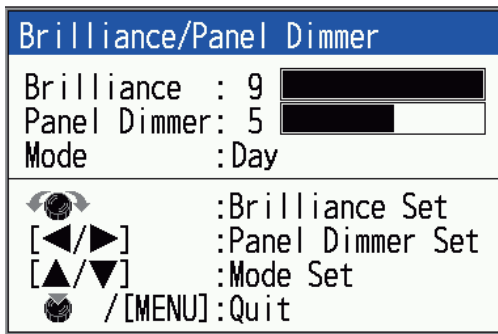 Brilliance/Panel Dimmer
Brilliance : 9
Panel Dimmer: 5
Mode :Day
:Brilliance Set
[◀/▶] :Panel Dimmer Set
[▲/▼] :Mode Set
/[MENU]:Quit